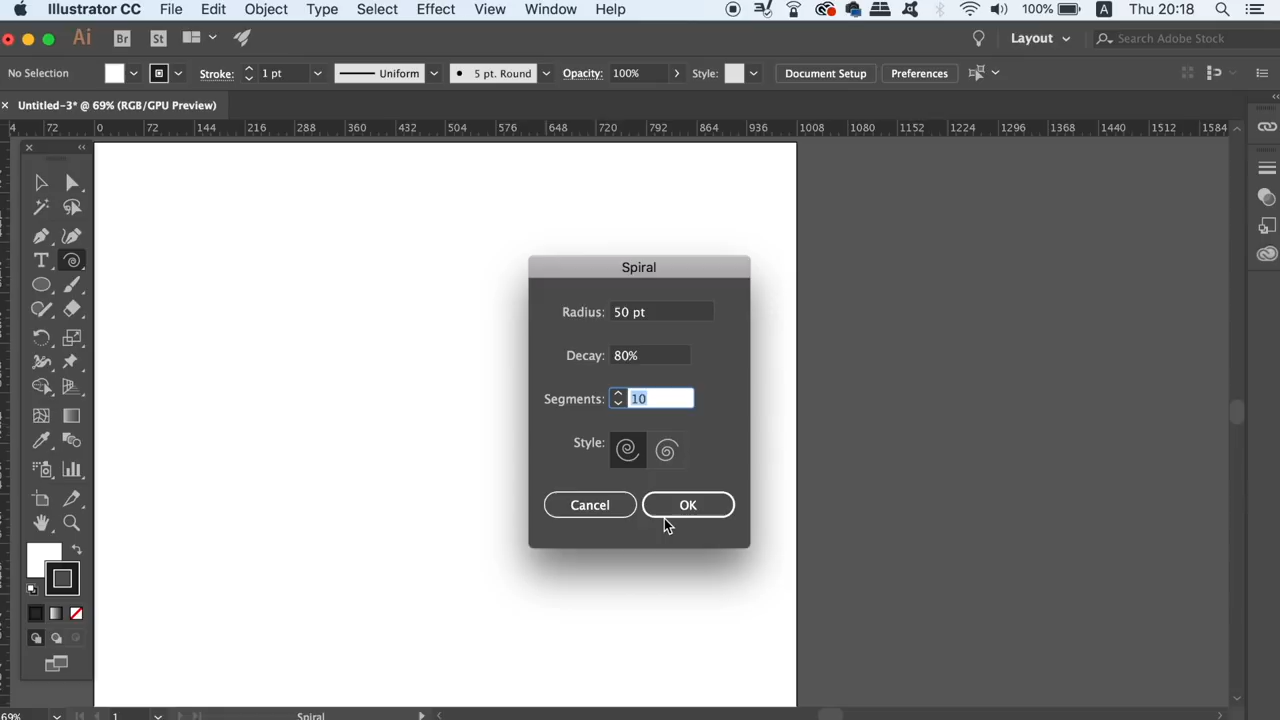 Illustrator CC File Edit Object Type Select Effect View Window Help 100% A Thu 20:18
Ai Br St Layout Search Adobe Stock
No Selection Stroke: 1 pt Uniform 5 pt. Round Opacity: 100% Style: Document Setup Preferences
Untitled-3* @ 69% (RGB/GPU Preview)
4 72 0 72 144 216 288 360 432 504 576 648 720 792 864 936 1008 1080 1152 1224 1296 1368 1440 1512 1584
Spiral
Radius: 50 pt
Decay: 80%
Segments: 10
Style:
Cancel OK
69% 1 Spiral